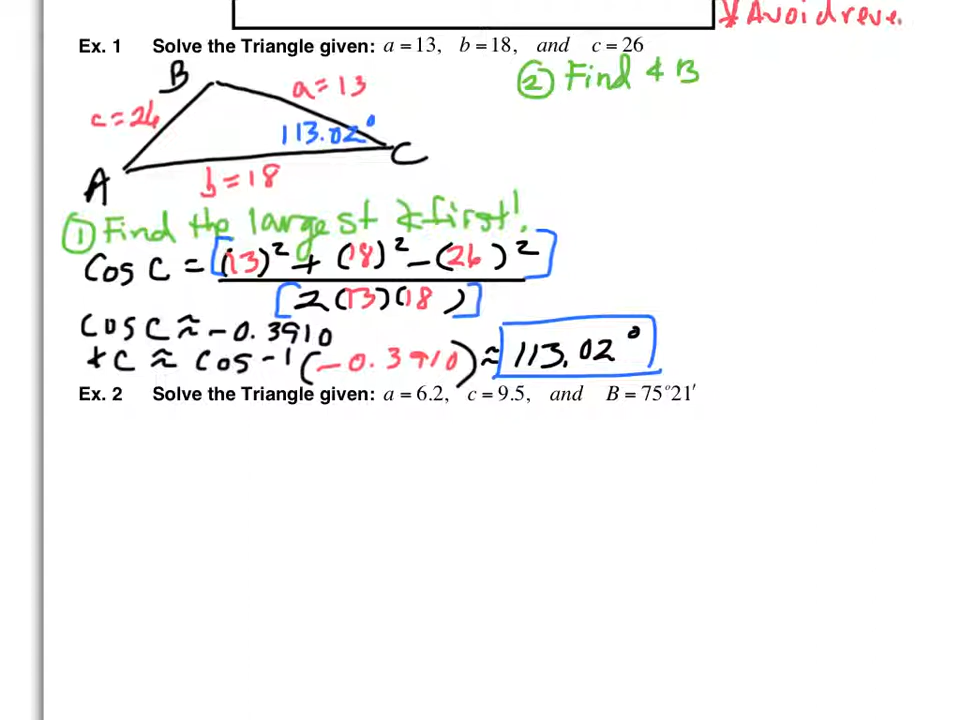 * Avoid reve
Ex. 1 Solve the Triangle given: a = 13, b = 18, and c = 26
② Find ∡ B
B
a = 13
c = 26
113.02°
C
A
b = 18
① Find the largest ∡ first!
Cos C = [(13)² + (18)² − (26)²] / [2(13)(18)]
Cos C ≈ −0.3910
∡C ≈ cos⁻¹(−0.3910) ≈ 113.02°
Ex. 2 Solve the Triangle given: a = 6.2, c = 9.5, and B = 75°21′